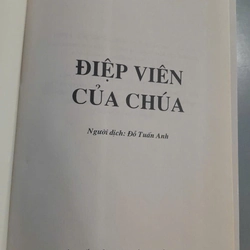 ĐIỆP VIÊN
CỦA CHÚA
Người dịch: Đỗ Tuấn Anh